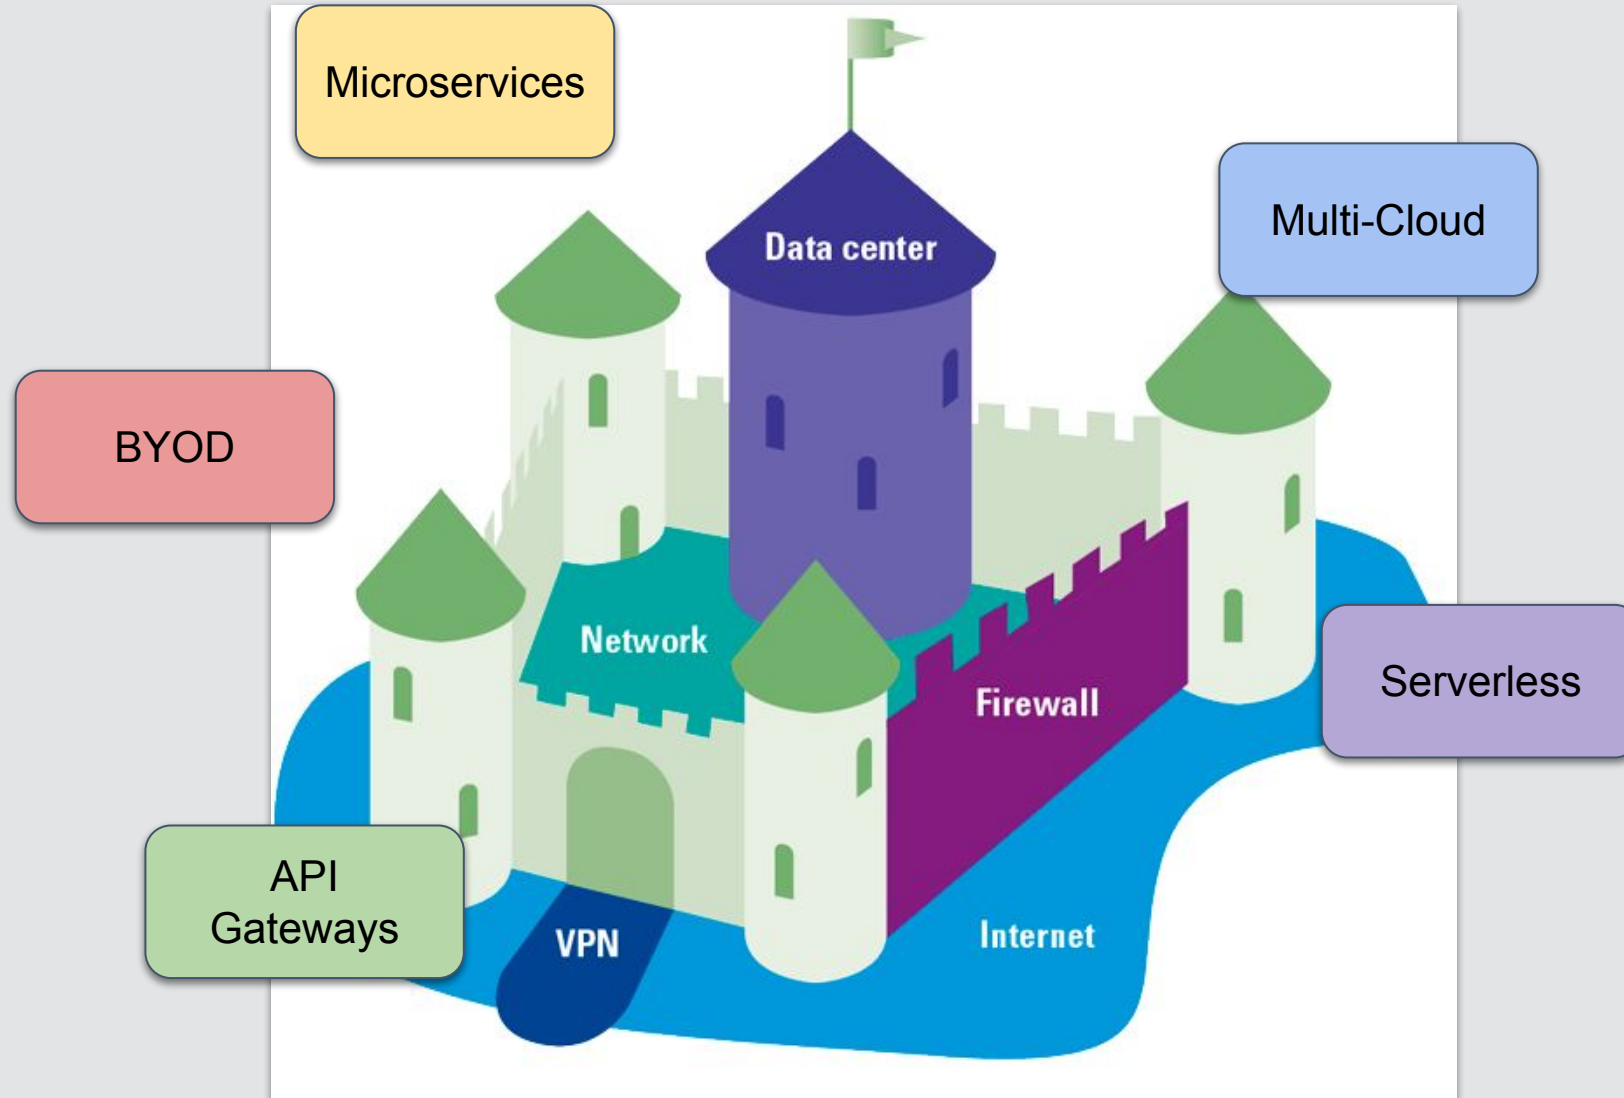 Microservices
Multi-Cloud
Data center
BYOD
Network
Serverless
Firewall
API
Gateways
VPN
Internet